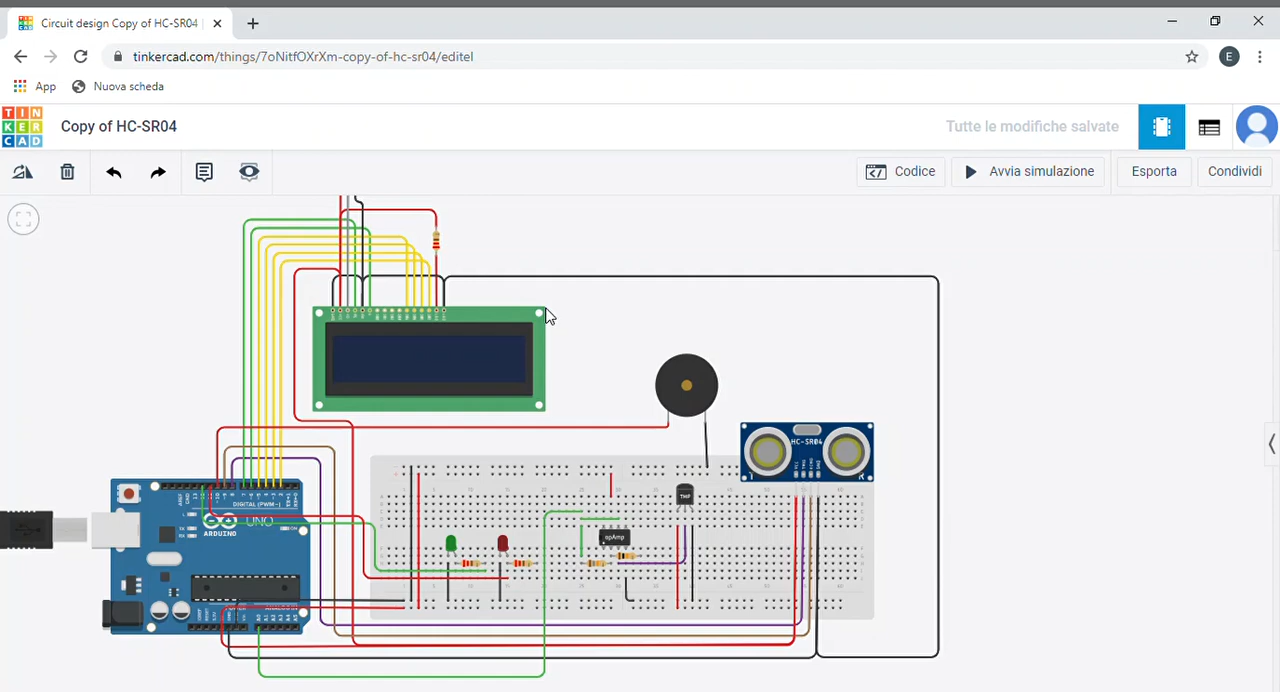 Circuit design Copy of HC-SR04
tinkercad.com/things/7oNitfOXrXm-copy-of-hc-sr04/editel
E
App
Nuova scheda
TIN
KER
CAD
Copy of HC-SR04
Tutte le modifiche salvate
Codice
Avvia simulazione
Esporta
Condividi
HC-SR04
TMP
DIGITAL (PWM~)
UNO
ARDUINO
opAmp